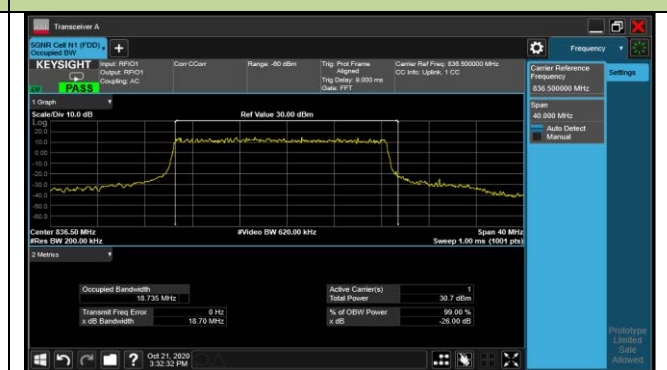 Transceiver A
5GNR Cell N1 (FDD)
Occupied BW
Frequency
KEYSIGHT
Input: RFIO1
Output: RFIO1
Coupling: AC
Corr CCorr
Range: -60 dBm
Trig: Prot Frame
Aligned
Trig Delay: 0.000 ms
Gate: FFT
Carrier Ref Freq: 836.500000 MHz
CC Info: Uplink, 1 CC
PASS
Carrier Reference
Frequency
836.500000 MHz
Settings
Span
40.000 MHz
Auto Detect
Manual
1 Graph
Scale/Div 10.0 dB
Ref Value 30.00 dBm
Log
20.0
10.0
0.00
-10.0
-20.0
-30.0
-40.0
-50.0
-60.0
Center 836.50 MHz
#Video BW 620.00 kHz
Span 40 MHz
#Res BW 200.00 kHz
Sweep 1.00 ms (1001 pts)
2 Metrics
Occupied Bandwidth
18.735 MHz
Active Carrier(s) 1
Total Power 30.7 dBm
Transmit Freq Error 0 Hz
x dB Bandwidth 18.70 MHz
% of OBW Power 99.00 %
x dB -26.00 dB
Prototype
Limited
Sale
Allowed
Oct 21, 2020
3:32:32 PM